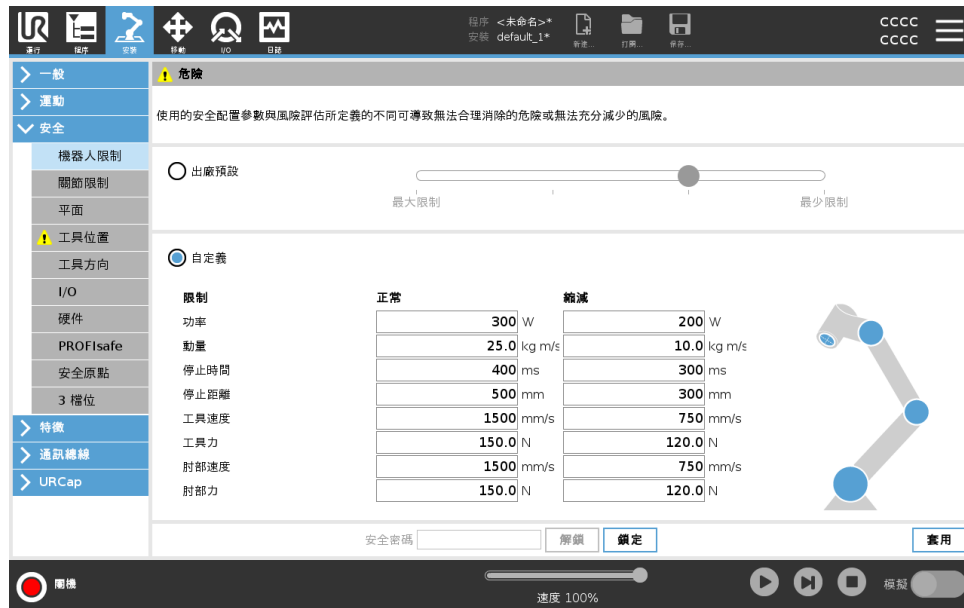 程序 <未命名>*
安裝 default_1*
運行 程序 安裝 移動 I/O 日誌 新建... 打開... 保存...
cccc
cccc
一般
運動
安全
機器人限制
關節限制
平面
工具位置
工具方向
I/O
硬件
PROFIsafe
安全原點
3 檔位
特徵
通訊總線
URCap
危險
使用的安全配置參數與風險評估所定義的不同可導致無法合理消除的危險或無法充分減少的風險。
出廠預設
最大限制 最少限制
自定義
限制 正常 縮減
功率 300 W 200 W
動量 25.0 kg m/s 10.0 kg m/s
停止時間 400 ms 300 ms
停止距離 500 mm 300 mm
工具速度 1500 mm/s 750 mm/s
工具力 150.0 N 120.0 N
肘部速度 1500 mm/s 750 mm/s
肘部力 150.0 N 120.0 N
安全密碼 解鎖 鎖定 套用
關機
速度 100%
模擬